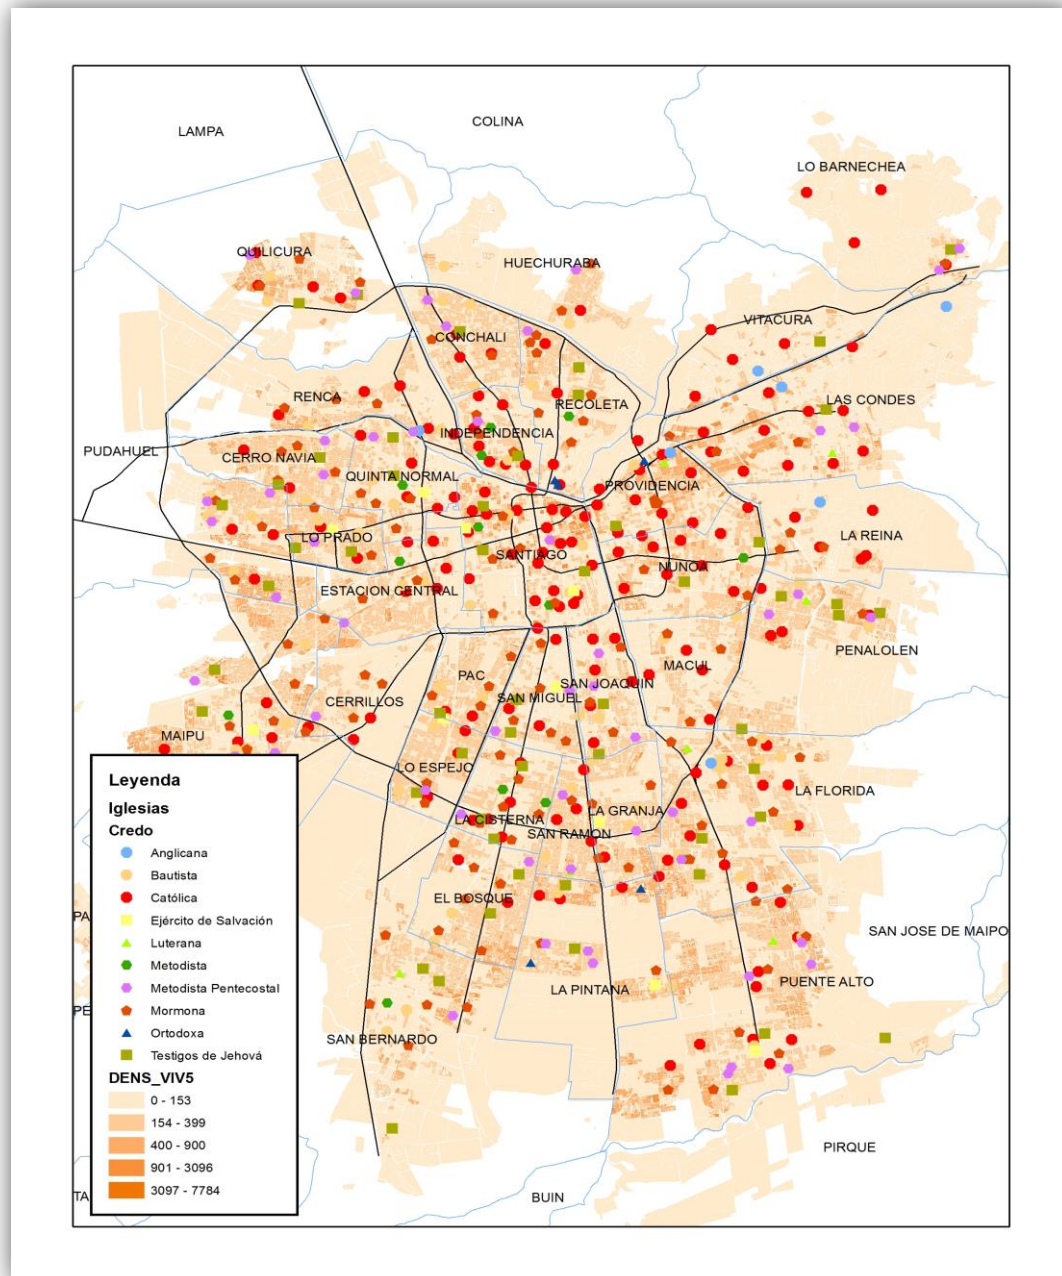 COLINA
LAMPA
LO BARNECHEA
QUILICURA
HUECHURABA
VITACURA
CONCHALI
RENCA
LAS CONDES
RECOLETA
INDEPENDENCIA
PUDAHUEL
CERRO NAVIA
QUINTA NORMAL
PROVIDENCIA
LO PRADO
LA REINA
SANTIAGO
NUNOA
ESTACION CENTRAL
PENALOLEN
MACUL
PAC
SAN JOAQUIN
SAN MIGUEL
CERRILLOS
MAIPU
LO ESPEJO
LA FLORIDA
LA GRANJA
LA CISTERNA
SAN RAMON
EL BOSQUE
SAN JOSE DE MAIPO
PUENTE ALTO
LA PINTANA
SAN BERNARDO
PIRQUE
BUIN
PA
PE
TA
Leyenda
Iglesias
Credo
Anglicana
Bautista
Católica
Ejército de Salvación
Luterana
Metodista
Metodista Pentecostal
Mormona
Ortodoxa
Testigos de Jehová
DENS_VIV5
0 - 153
154 - 399
400 - 900
901 - 3096
3097 - 7784